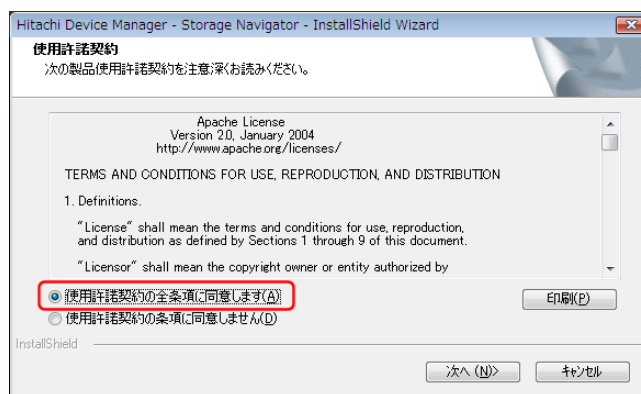 Hitachi Device Manager - Storage Navigator - InstallShield Wizard
使用許諾契約
次の製品使用許諾契約を注意深くお読みください。
Apache License
Version 2.0, January 2004
http://www.apache.org/licenses/
TERMS AND CONDITIONS FOR USE, REPRODUCTION, AND DISTRIBUTION
1. Definitions.
"License" shall mean the terms and conditions for use, reproduction,
and distribution as defined by Sections 1 through 9 of this document.
"Licensor" shall mean the copyright owner or entity authorized by
使用許諾契約の全条項に同意します(A)
印刷(P)
使用許諾契約の条項に同意しません(D)
InstallShield
次へ (N)>
キャンセル